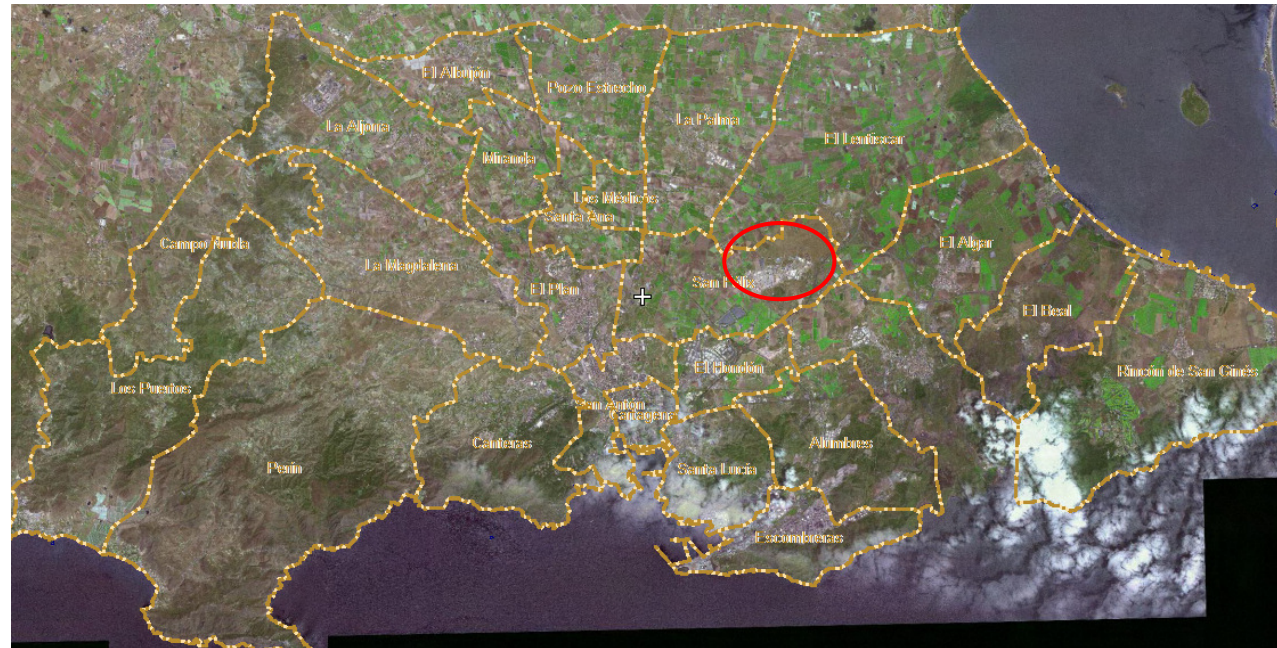 El Albujón
Pozo Estrecho
La Aljorra
La Palma
El Lentiscar
Miranda
Los Médicos
Santa Ana
Campo Nubla
El Algar
La Magdalena
San Félix
El Plan
El Beal
El Hondón
Rincón de San Ginés
Los Puertos
San Antón
Cartagena
Canteras
Alumbres
Perín
Santa Lucía
Escombreras